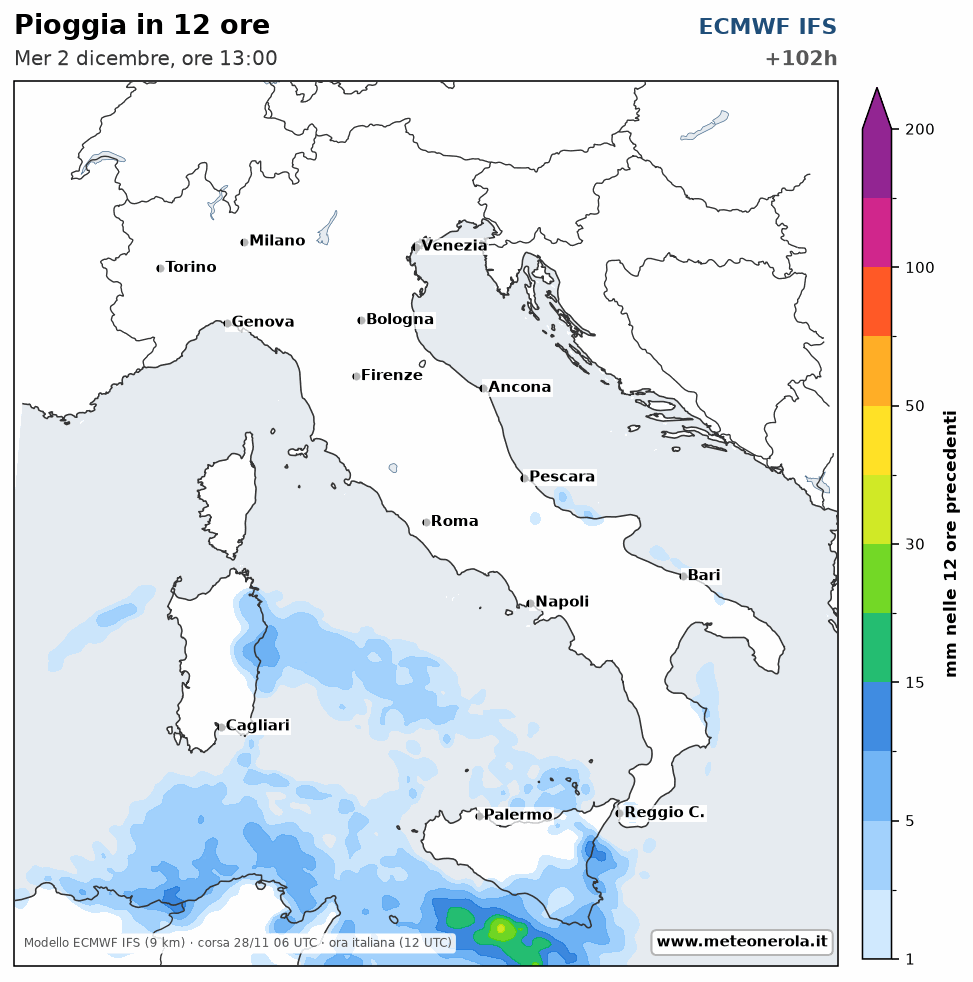 Pioggia in 12 ore
ECMWF IFS
Mer 2 dicembre, ore 13:00
+102h
200
Milano
Venezia
Torino
100
Genova
Bologna
Firenze
Ancona
50
Pescara
Roma
30
Bari
Napoli
mm nelle 12 ore precedenti
15
Cagliari
Palermo
Reggio C.
5
Modello ECMWF IFS (9 km) · corsa 28/11 06 UTC · ora italiana (12 UTC)
www.meteonerola.it
1